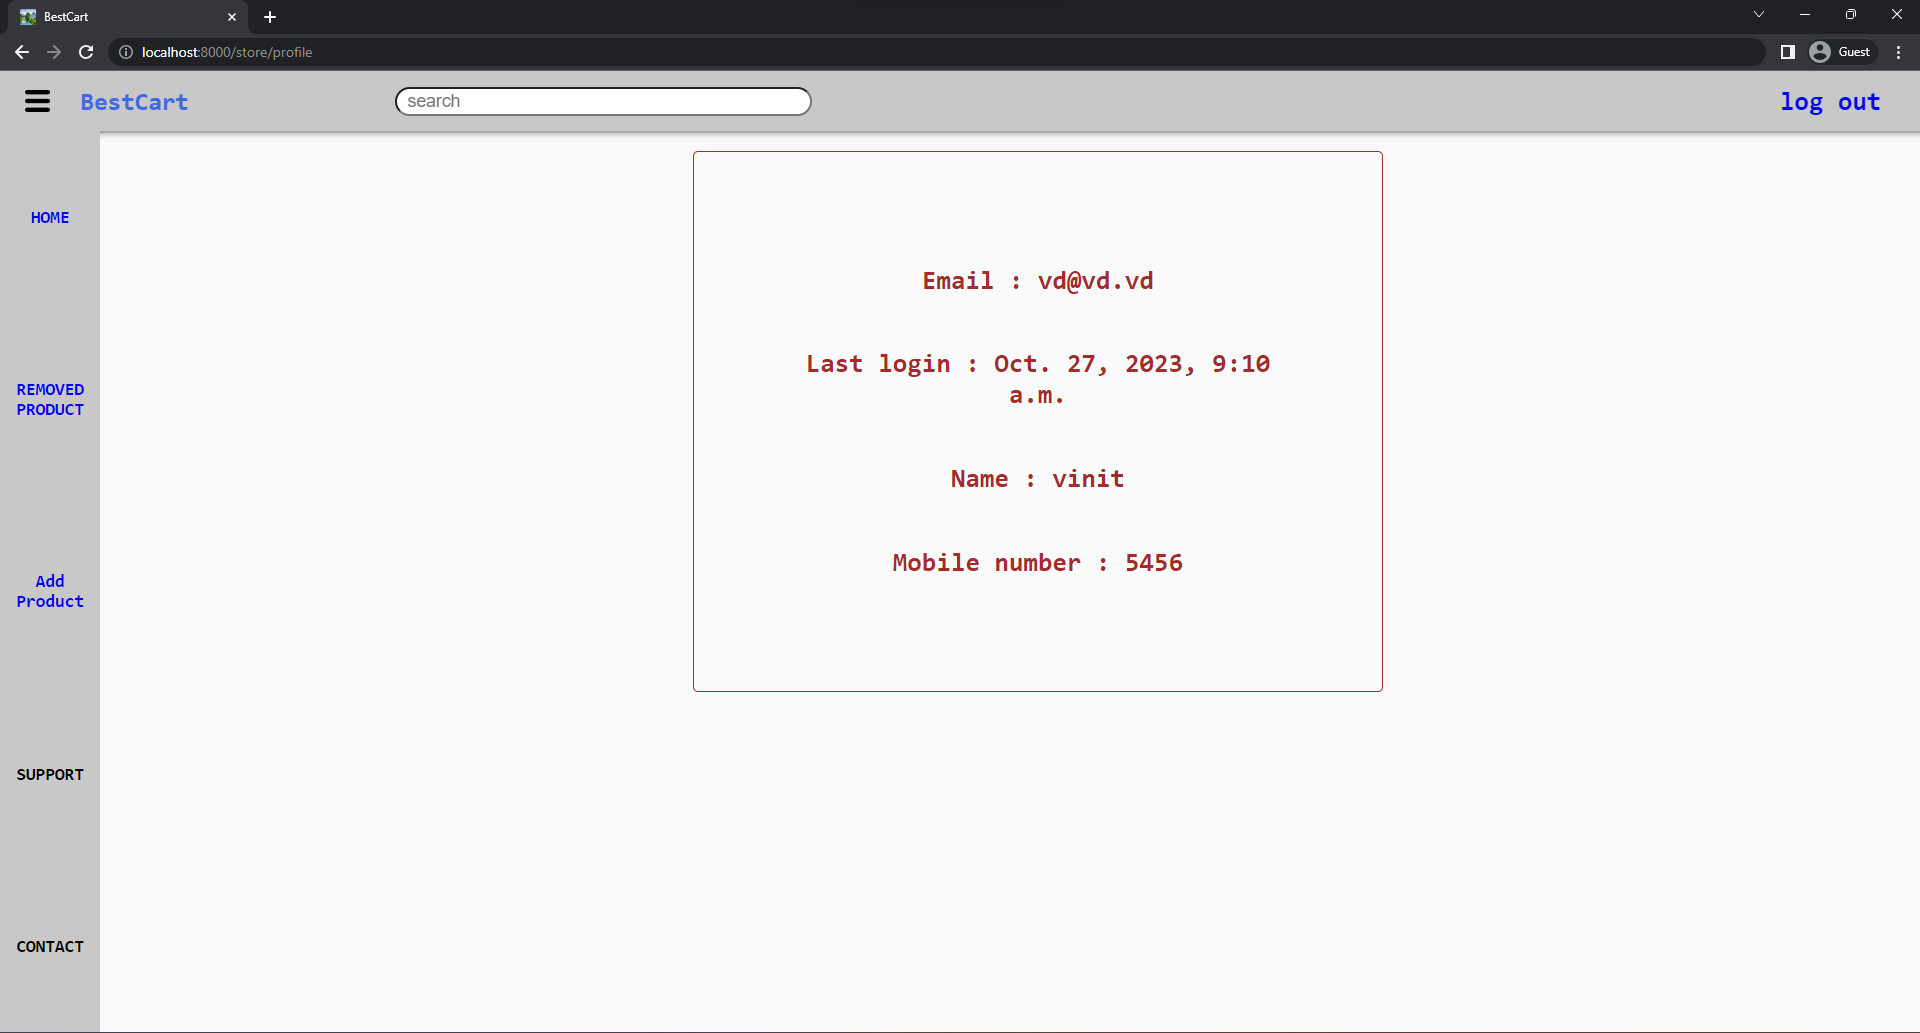 BestCart
localhost:8000/store/profile
Guest
BestCart
search
log out
HOME
REMOVED
PRODUCT
Add
Product
SUPPORT
CONTACT
Email : vd@vd.vd
Last login : Oct. 27, 2023, 9:10
a.m.
Name : vinit
Mobile number : 5456